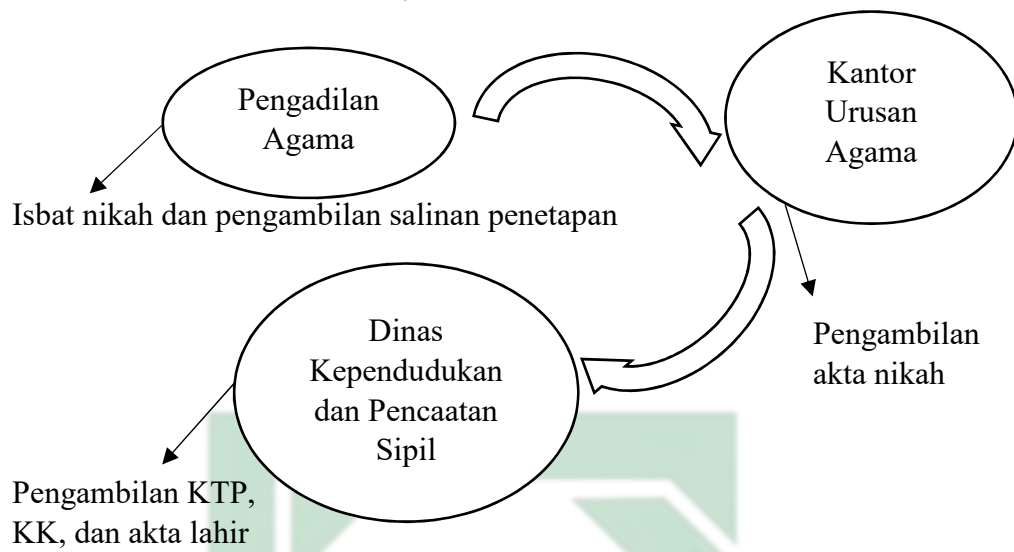 Pengadilan
Agama
Kantor
Urusan
Agama
Isbat nikah dan pengambilan salinan penetapan
Dinas
Kependudukan
dan Pencaatan
Sipil
Pengambilan
akta nikah
Pengambilan KTP,
KK, dan akta lahir